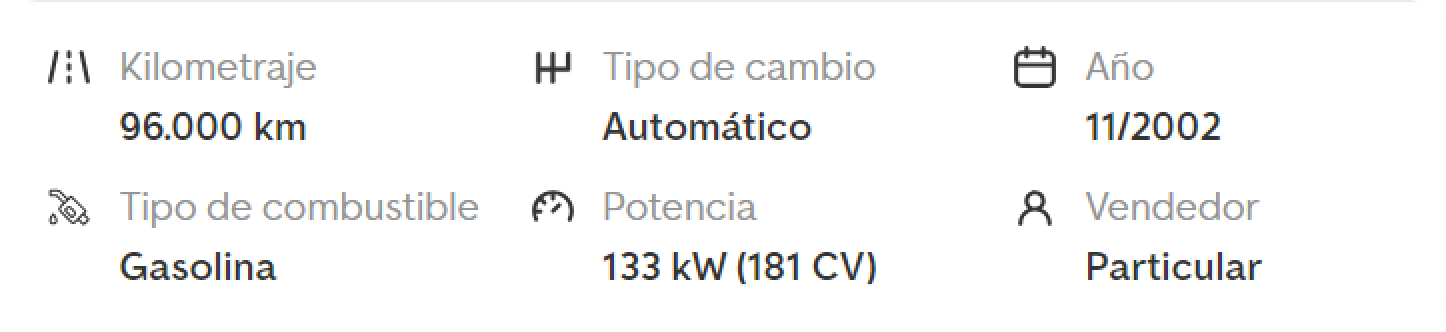 Kilometraje
96.000 km
Tipo de cambio
Automático
Año
11/2002
Tipo de combustible
Gasolina
Potencia
133 kW (181 CV)
Vendedor
Particular